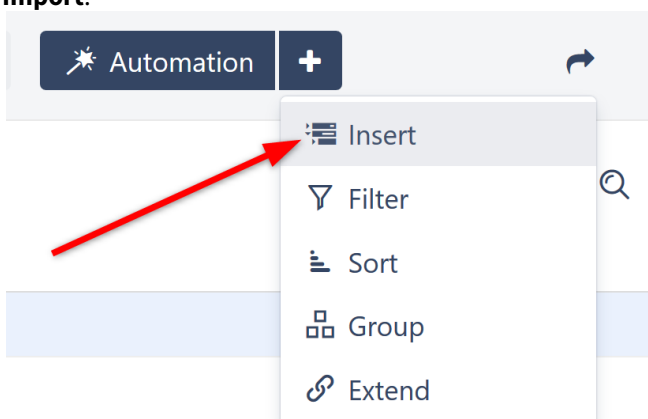 import.
Automation
Insert
Filter
Sort
Group
Extend